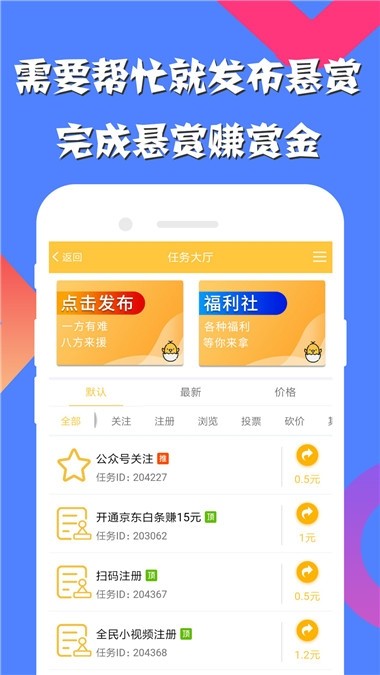 需要帮忙就发布悬赏
完成悬赏赚赏金
返回 任务大厅
点击发布 福利社
一方有难 各种福利
八方来援 等你来拿
默认 最新 价格
全部 关注 注册 浏览 投票 砍价
公众号关注 推
任务ID: 204227 0.5元
开通京东白条赚15元 顶
任务ID: 203062 1元
扫码注册 顶
任务ID: 204367 0.5元
全民小视频注册 顶
任务ID: 204368 1.2元